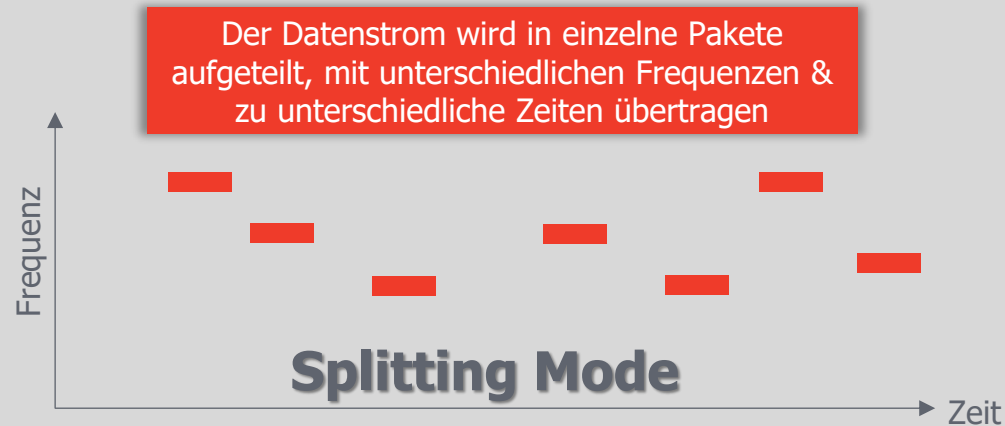 Der Datenstrom wird in einzelne Pakete
aufgeteilt, mit unterschiedlichen Frequenzen &
zu unterschiedliche Zeiten übertragen
Frequenz
Splitting Mode
Zeit